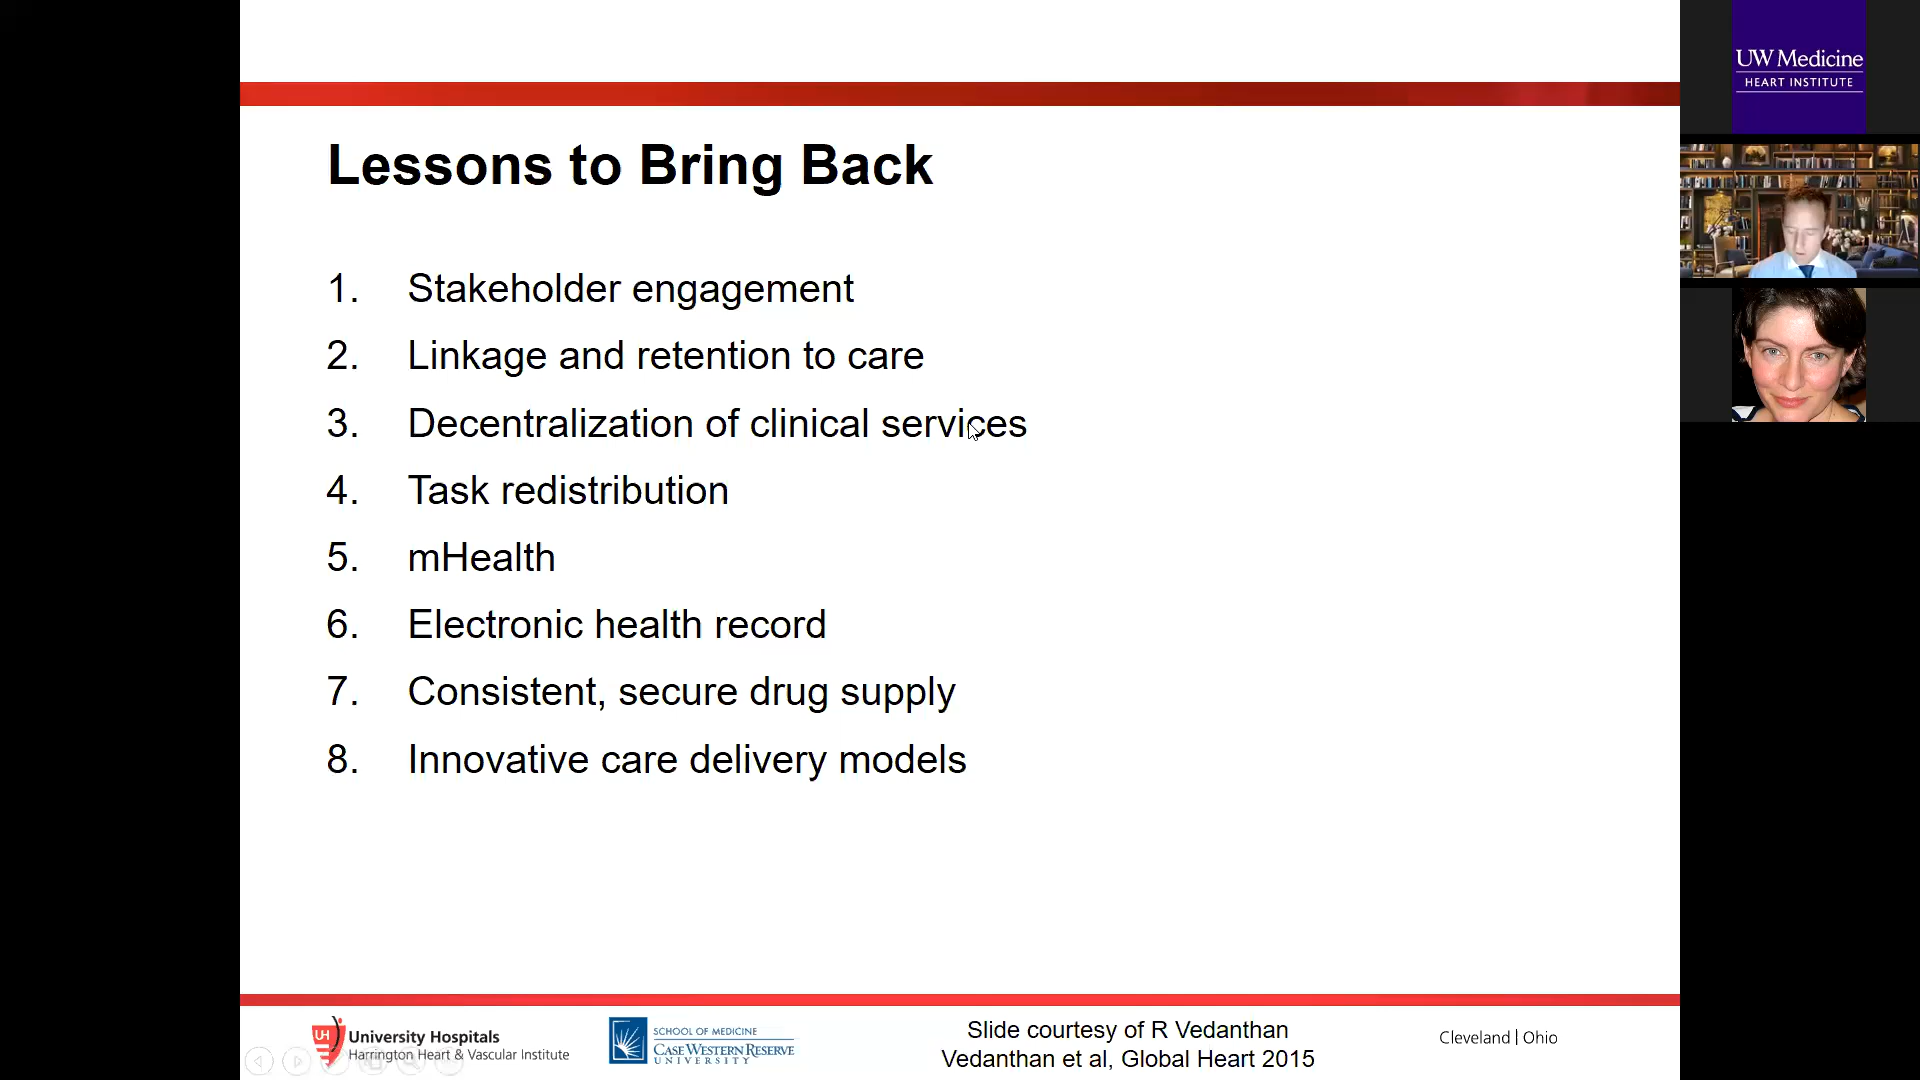 Lessons to Bring Back
1. Stakeholder engagement
2. Linkage and retention to care
3. Decentralization of clinical services
4. Task redistribution
5. mHealth
6. Electronic health record
7. Consistent, secure drug supply
8. Innovative care delivery models
UH
University Hospitals
Harrington Heart & Vascular Institute
SCHOOL OF MEDICINE
CASE WESTERN RESERVE
UNIVERSITY
Slide courtesy of R Vedanthan
Vedanthan et al, Global Heart 2015
Cleveland | Ohio
UW Medicine
HEART INSTITUTE